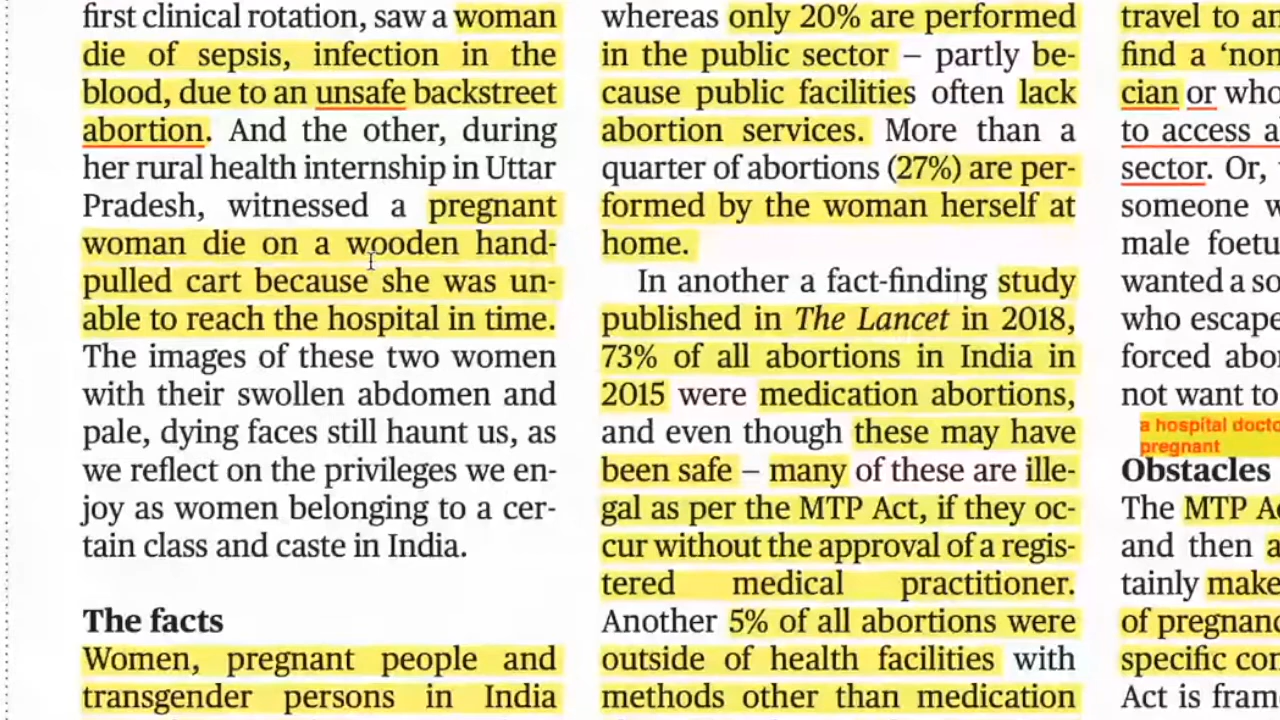 first clinical rotation, saw a woman
die of sepsis, infection in the
blood, due to an unsafe backstreet
abortion. And the other, during
her rural health internship in Uttar
Pradesh, witnessed a pregnant
woman die on a wooden hand-
pulled cart because she was un-
able to reach the hospital in time.
The images of these two women
with their swollen abdomen and
pale, dying faces still haunt us, as
we reflect on the privileges we en-
joy as women belonging to a cer-
tain class and caste in India.
The facts
Women, pregnant people and
transgender persons in India
whereas only 20% are performed
in the public sector – partly be-
cause public facilities often lack
abortion services. More than a
quarter of abortions (27%) are per-
formed by the woman herself at
home.
In another a fact-finding study
published in The Lancet in 2018,
73% of all abortions in India in
2015 were medication abortions,
and even though these may have
been safe – many of these are ille-
gal as per the MTP Act, if they oc-
cur without the approval of a regis-
tered medical practitioner.
Another 5% of all abortions were
outside of health facilities with
methods other than medication
travel to
find a
cian or who
to access
sector. Or,
someone
male
wanted a
who
forced
not want to
a hospital
pregnant
Obstacles
The MTP
and then
tainly make
of
specific
Act is